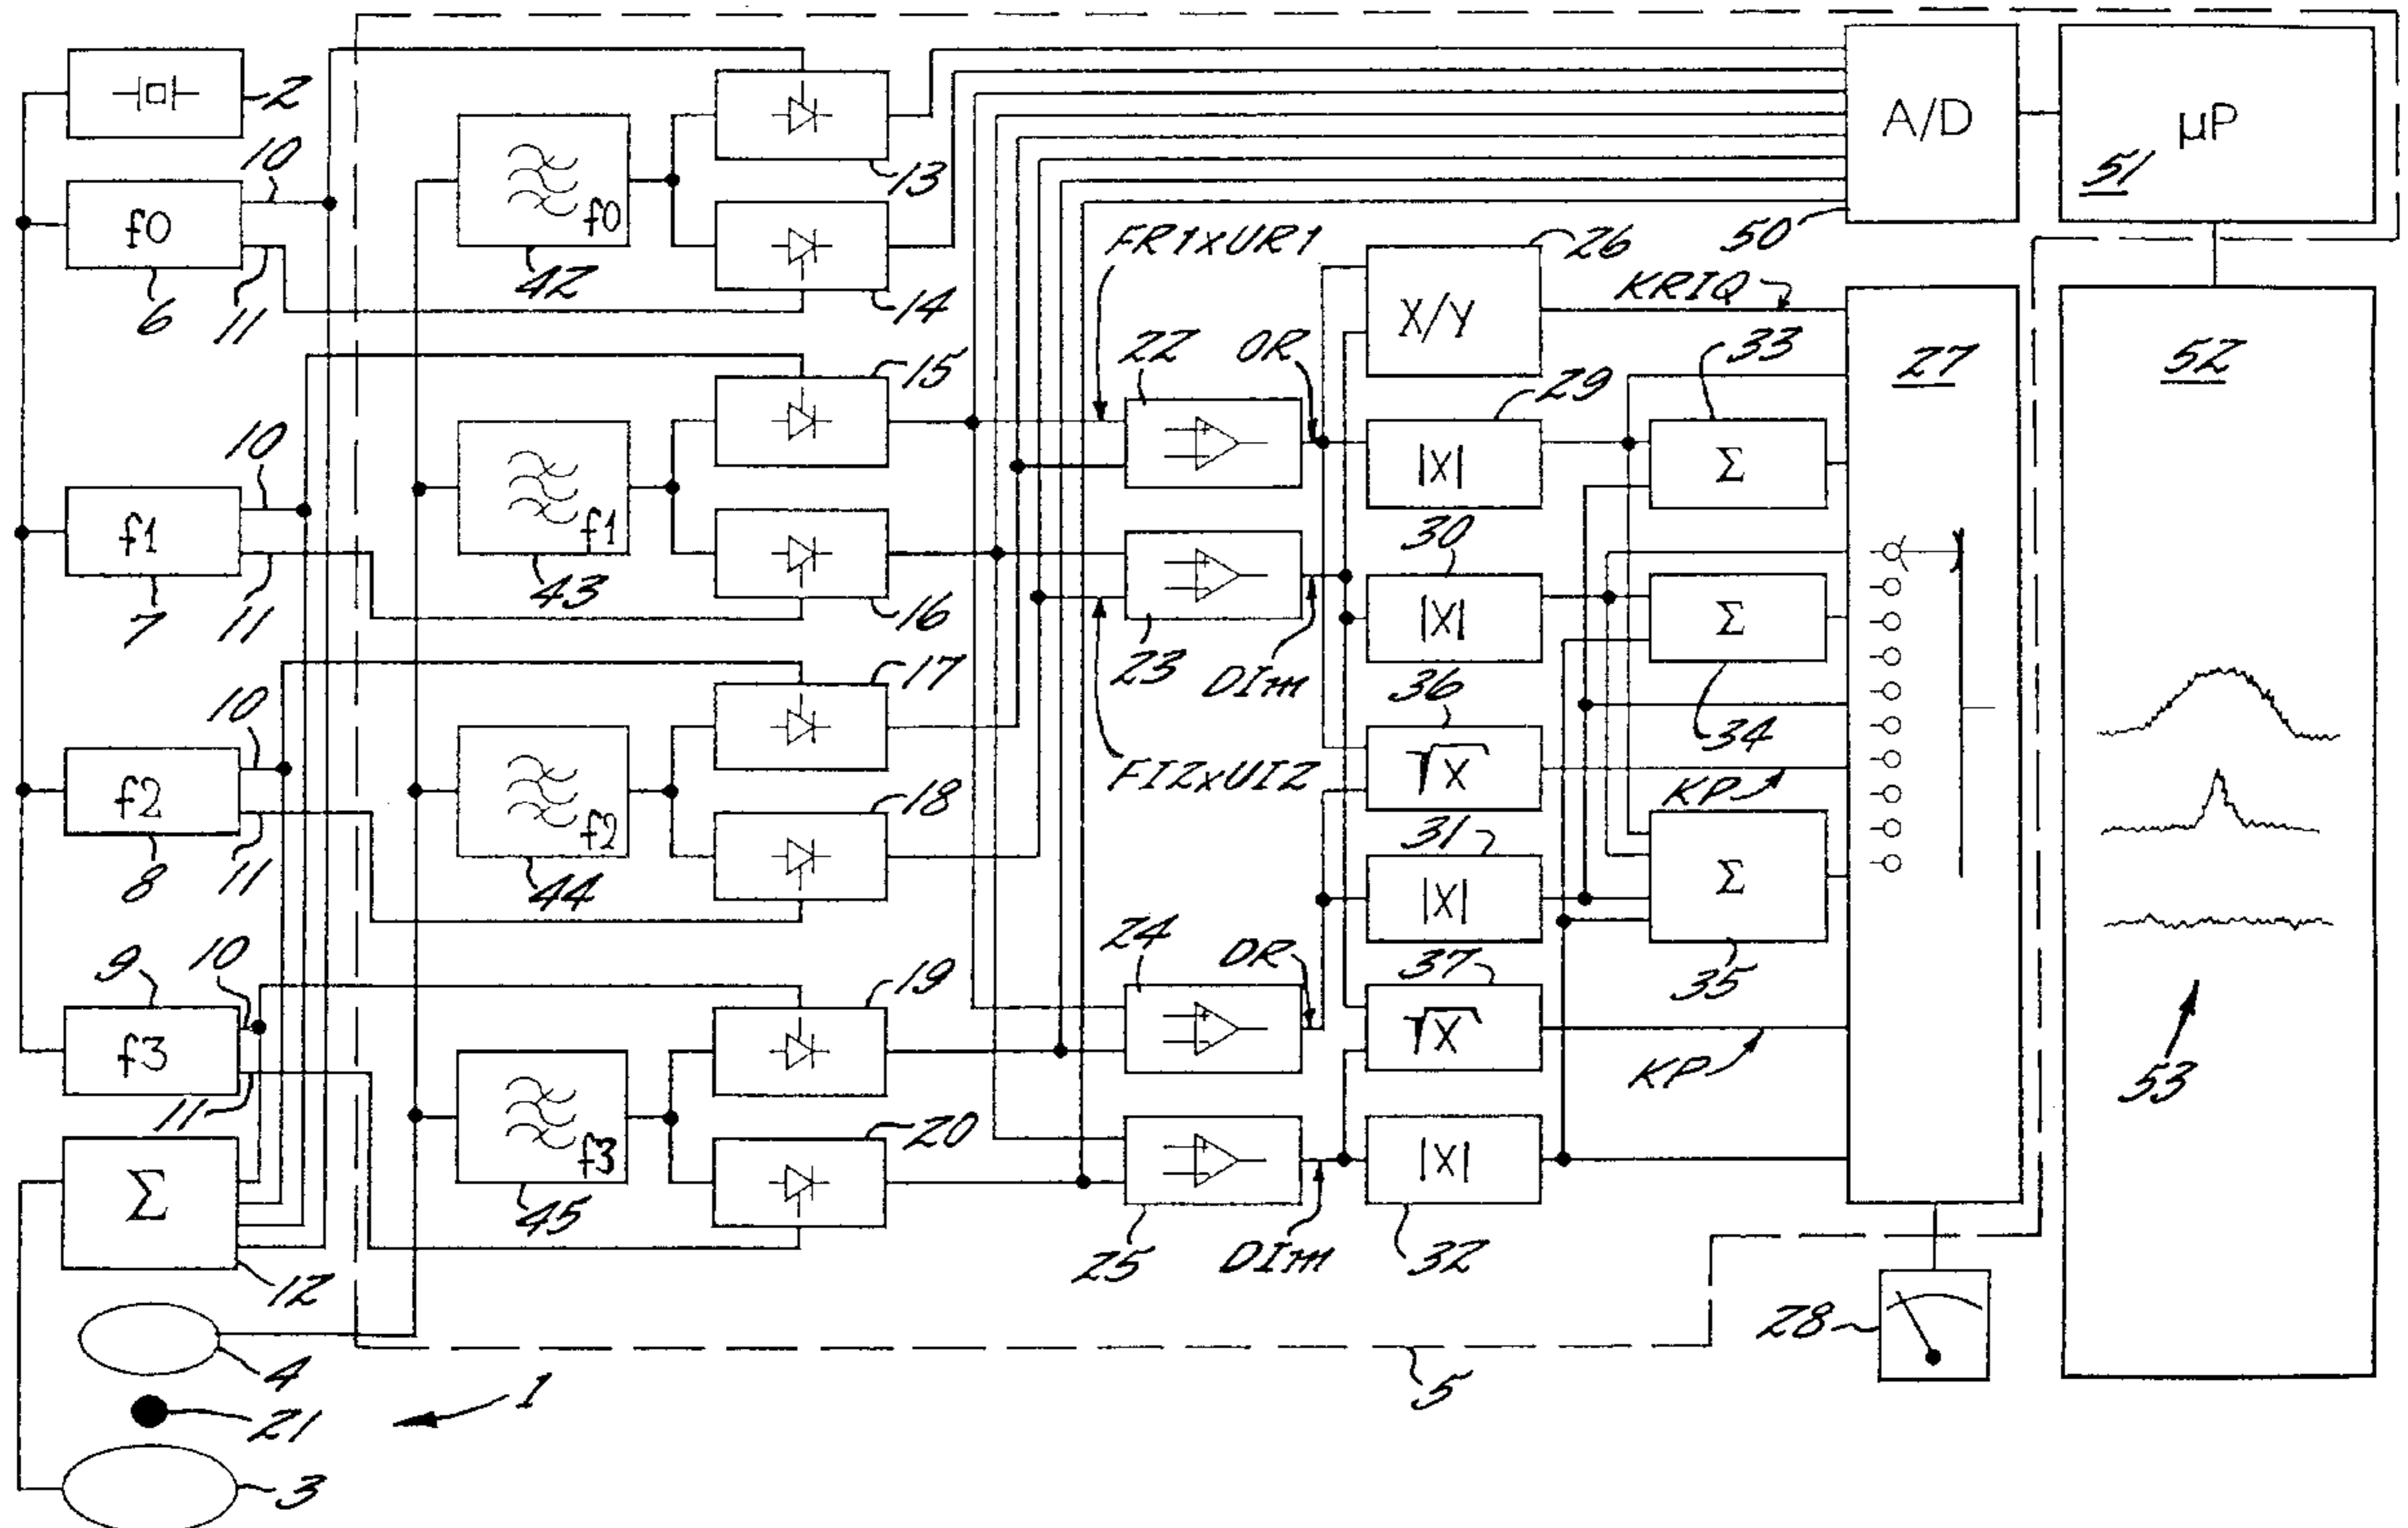 2
10
f0
6
11
f0
42
13
14
A/D
50
µP
51
FR1xUR1
26
X/Y
KRIQ
33
27
52
22
OR
29
|X|
Σ
10
f1
7
11
f1
43
15
16
23
DIm
30
|X|
Σ
34
36
√X
KP
FI2xUI2
10
f2
8
11
f2
44
17
18
31
|X|
Σ
35
9
10
f3
11
f3
45
19
20
24
DR
37
√X
KP
53
Σ
12
25
DIm
|X|
32
28
4
21
1
5
3